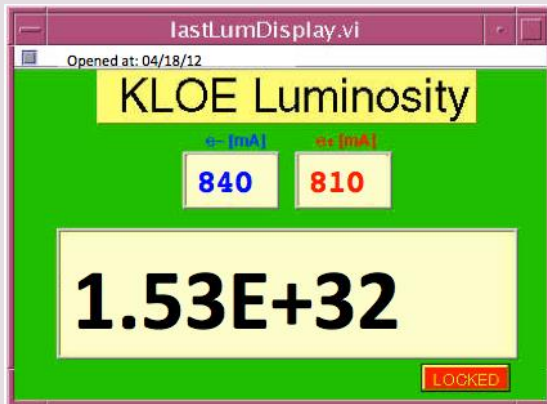 lastLumDisplay.vi
Opened at: 04/18/12
KLOE Luminosity
e- [mA] e+ [mA]
840 810
1.53E+32
LOCKED